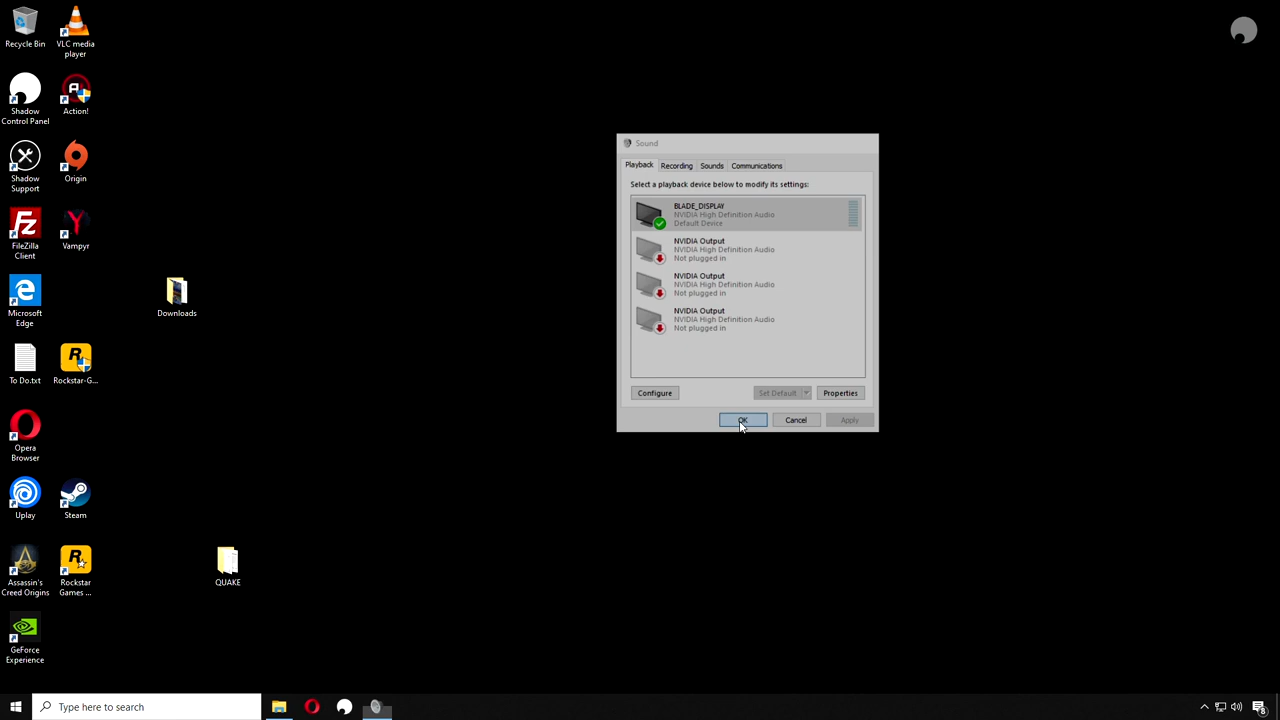 Recycle Bin
VLC media
player
Shadow
Control Panel
Action!
Shadow
Support
Origin
FileZilla
Client
Vampyr
Microsoft
Edge
Downloads
To Do.txt
Rockstar-G...
Opera
Browser
Uplay
Steam
Assassin's
Creed Origins
Rockstar
Games ...
QUAKE
GeForce
Experience
Sound
Playback Recording Sounds Communications
Select a playback device below to modify its settings:
BLADE_DISPLAY
NVIDIA High Definition Audio
Default Device
NVIDIA Output
NVIDIA High Definition Audio
Not plugged in
NVIDIA Output
NVIDIA High Definition Audio
Not plugged in
NVIDIA Output
NVIDIA High Definition Audio
Not plugged in
Configure Set Default Properties
OK Cancel Apply
Type here to search
8